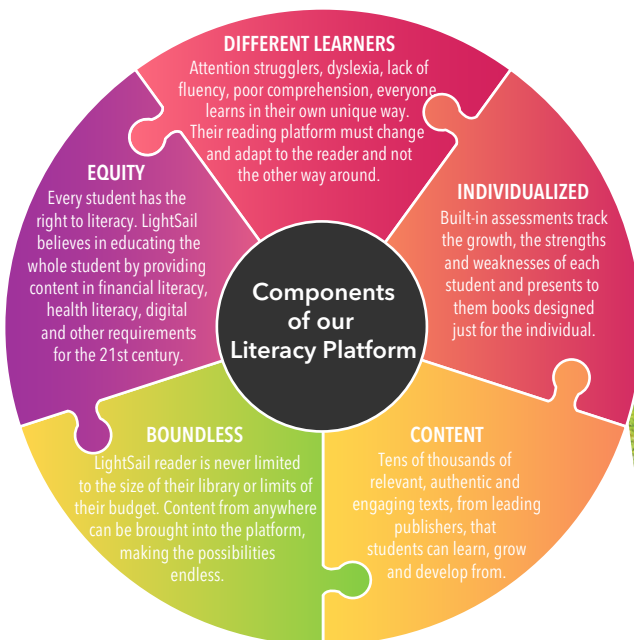 DIFFERENT LEARNERS
Attention strugglers, dyslexia, lack of
fluency, poor comprehension, everyone
learns in their own unique way.
Their reading platform must change
and adapt to the reader and not
the other way around.
EQUITY
Every student has the
right to literacy. LightSail
believes in educating the
whole student by providing
content in financial literacy,
health literacy, digital
and other requirements
for the 21st century.
INDIVIDUALIZED
Built-in assessments track
the growth, the strengths
and weaknesses of each
student and presents to
them books designed
just for the individual.
Components
of our
Literacy Platform
BOUNDLESS
LightSail reader is never limited
to the size of their library or limits of
their budget. Content from anywhere
can be brought into the platform,
making the possibilities
endless.
CONTENT
Tens of thousands of
relevant, authentic and
engaging texts, from leading
publishers, that
students can learn, grow
and develop from.